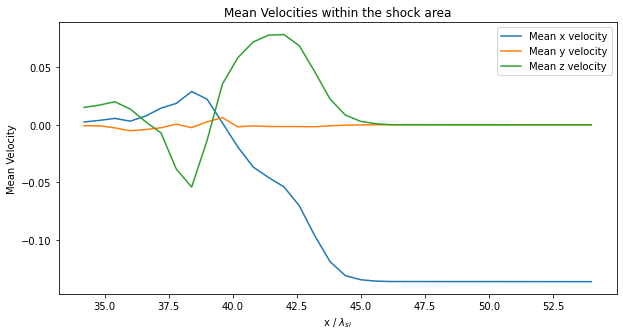 Mean Velocities within the shock area
Mean x velocity
Mean y velocity
Mean z velocity
Mean Velocity
0.05
0.00
−0.05
−0.10
35.0 37.5 40.0 42.5 45.0 47.5 50.0 52.5
x / λsi